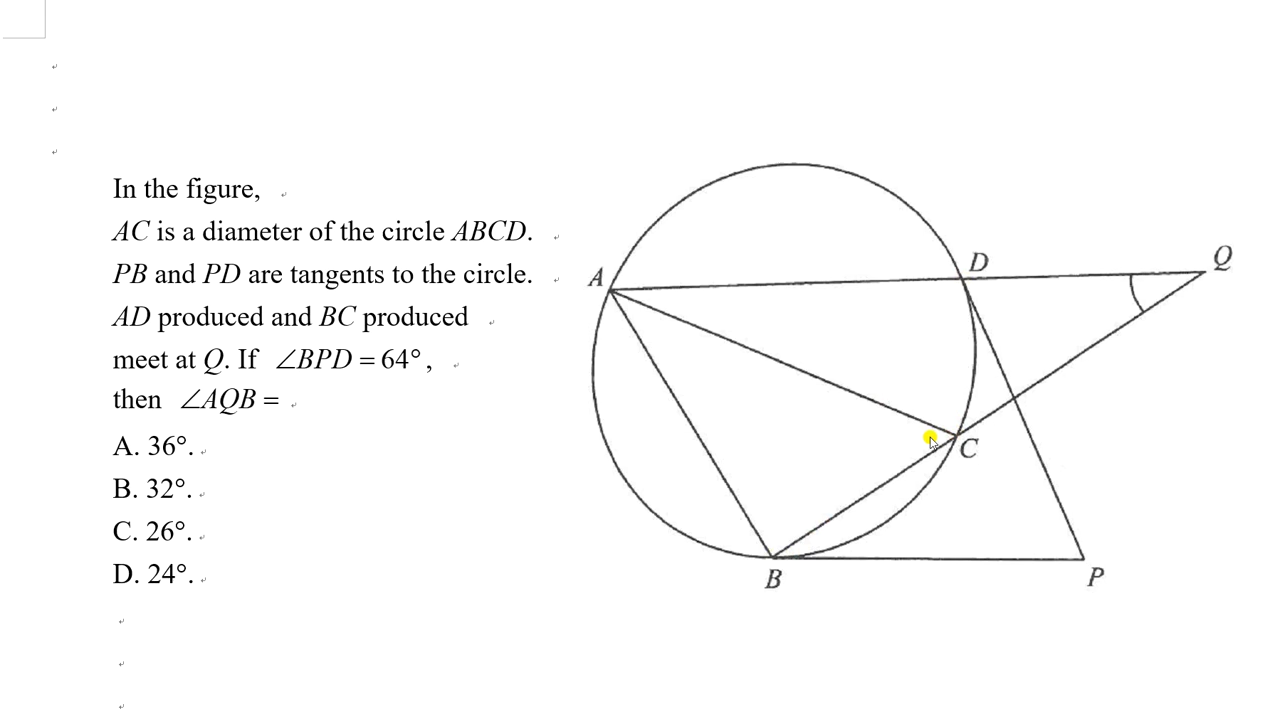 In the figure,
AC is a diameter of the circle ABCD.
PB and PD are tangents to the circle.
AD produced and BC produced
meet at Q. If ∠BPD = 64°,
then ∠AQB =
A. 36°.
B. 32°.
C. 26°.
D. 24°.
A
D
Q
C
B
P